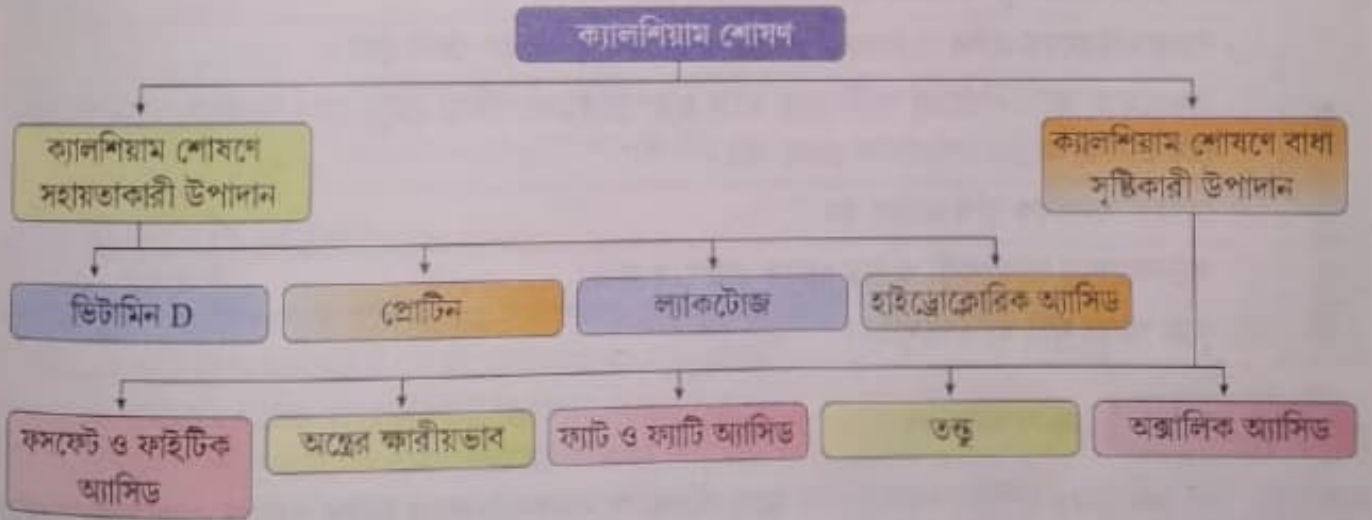 ক্যালশিয়াম শোষণ
ক্যালশিয়াম শোষণে
সহায়তাকারী উপাদান
ক্যালশিয়াম শোষণে বাধা
সৃষ্টিকারী উপাদান
ভিটামিন D
প্রোটিন
ল্যাকটোজ
হাইড্রোক্লোরিক অ্যাসিড
ফসফেট ও ফাইটিক
অ্যাসিড
অন্ত্রের ক্ষারীয়ভাব
ফ্যাট ও ফ্যাটি অ্যাসিড
তন্তু
অক্সালিক অ্যাসিড